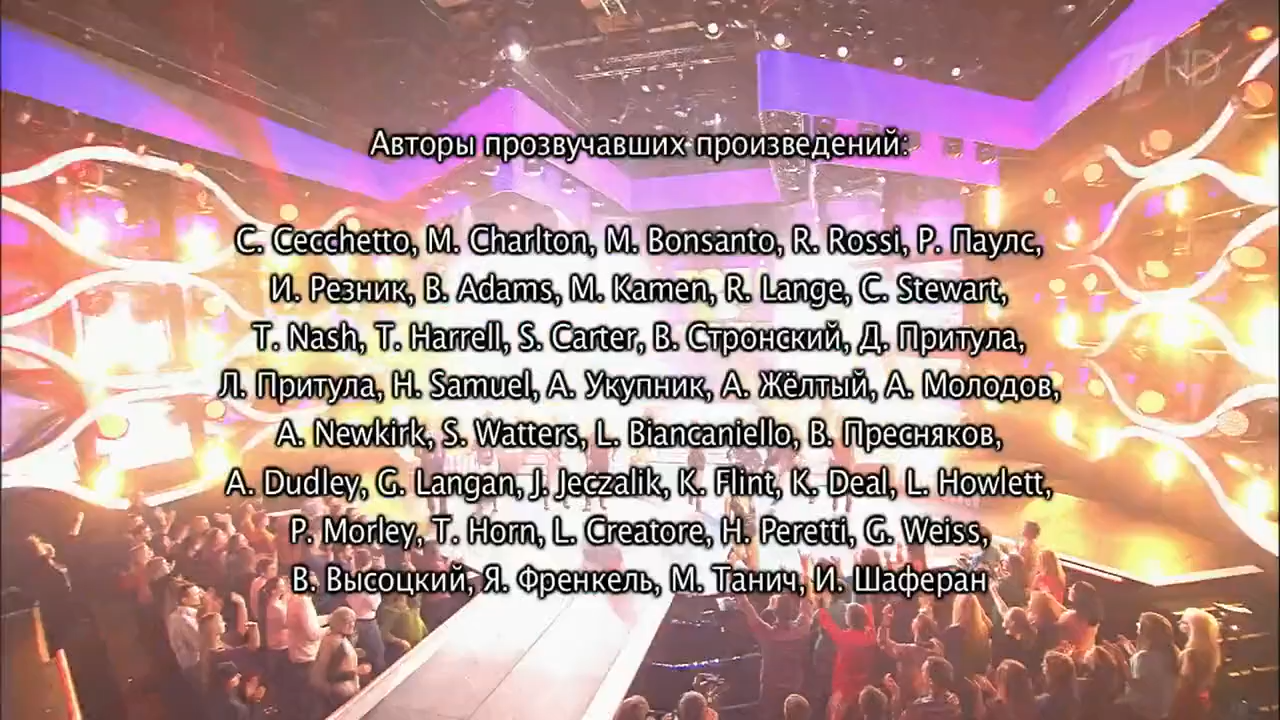 HD
Авторы прозвучавших произведений:
C. Cecchetto, M. Charlton, M. Bonsanto, R. Rossi, Р. Паулс,
И. Резник, B. Adams, M. Kamen, R. Lange, C. Stewart,
T. Nash, T. Harrell, S. Carter, В. Стронский, Д. Притула,
Л. Притула, H. Samuel, А. Укупник, А. Жёлтый, А. Молодов,
A. Newkirk, S. Watters, L. Biancaniello, В. Пресняков,
A. Dudley, G. Langan, J. Jeczalik, K. Flint, K. Deal, L. Howlett,
P. Morley, T. Horn, L. Creatore, H. Peretti, G. Weiss,
В. Высоцкий, Я. Френкель, М. Танич, И. Шаферан